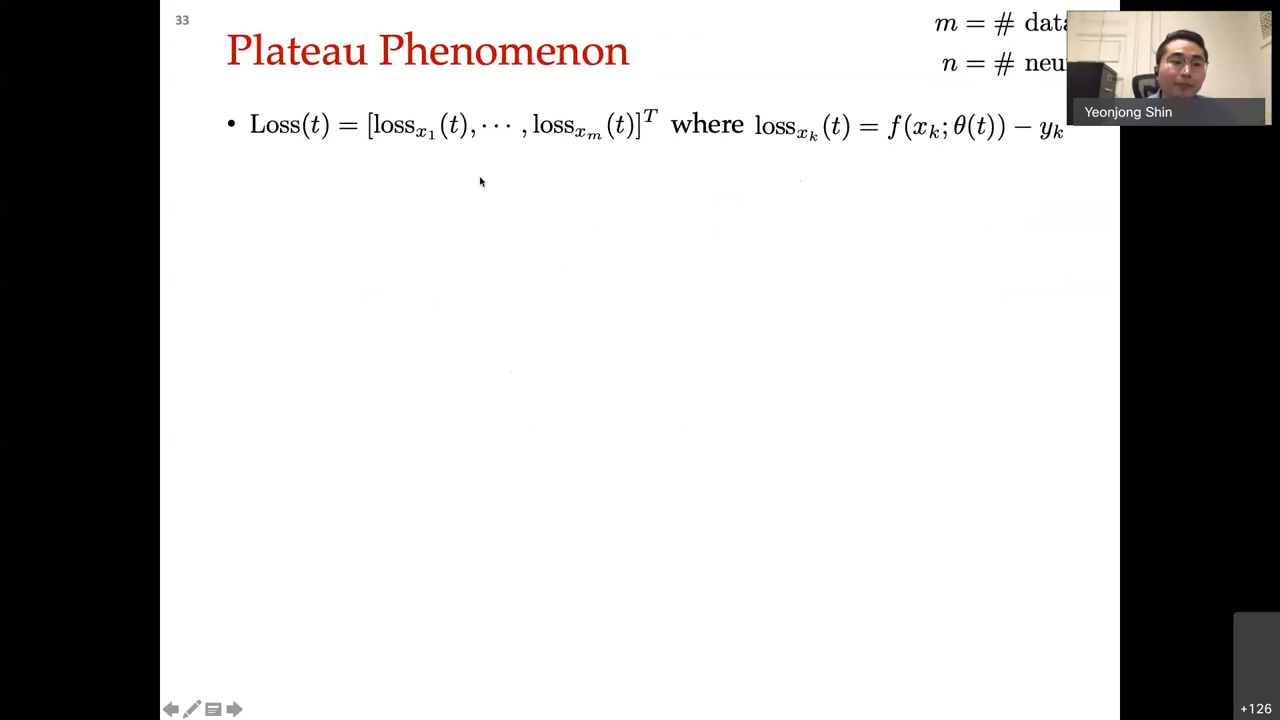 33
Plateau Phenomenon
m = # data
n = # neu
Yeonjong Shin
• Loss(t) = [loss_{x_1}(t), ⋯ , loss_{x_m}(t)]^T where loss_{x_k}(t) = f(x_k; θ(t)) − y_k
+126